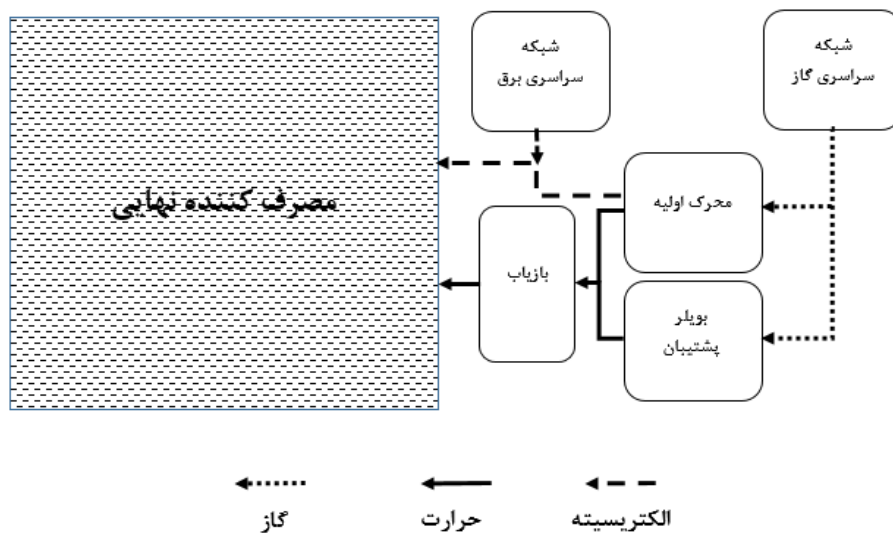 شبکه
سراسری گاز
شبکه
سراسری برق
محرک اولیه
مصرف کننده نهایی
بازیاب
بویلر
پشتیبان
الکتریسیته
حرارت
گاز